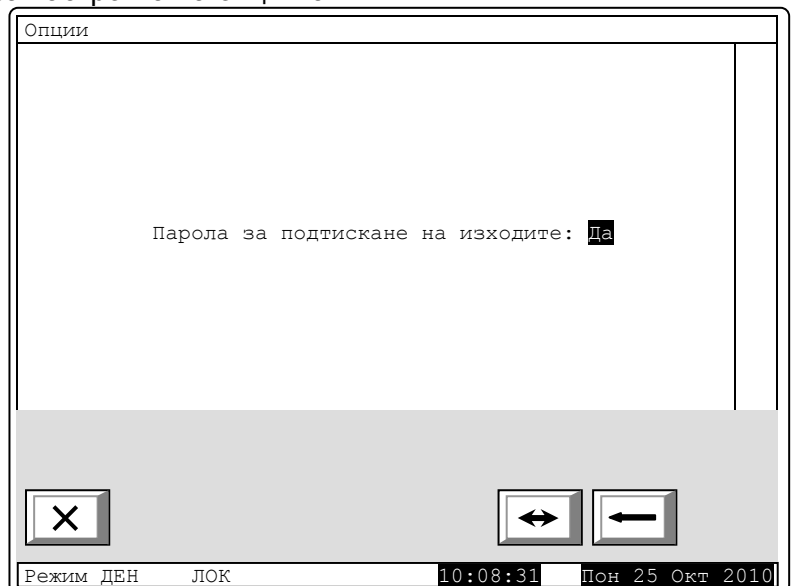 Опции
Парола за подтискане на изходите: Да
Режим ДЕН ЛОК 10:08:31 Пон 25 Окт 2010